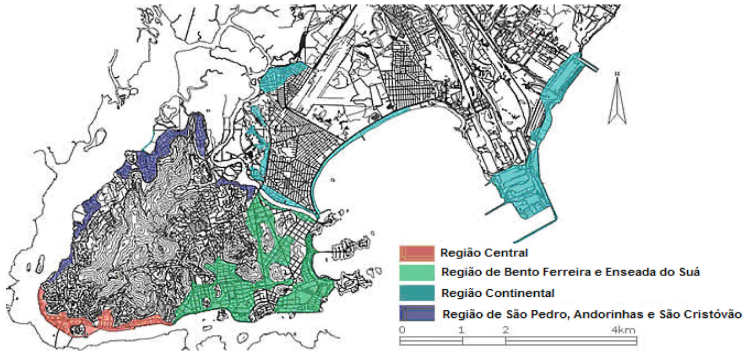 N
Região Central
Região de Bento Ferreira e Enseada do Suá
Região Continental
Região de São Pedro, Andorinhas e São Cristóvão
0 1 2 4km